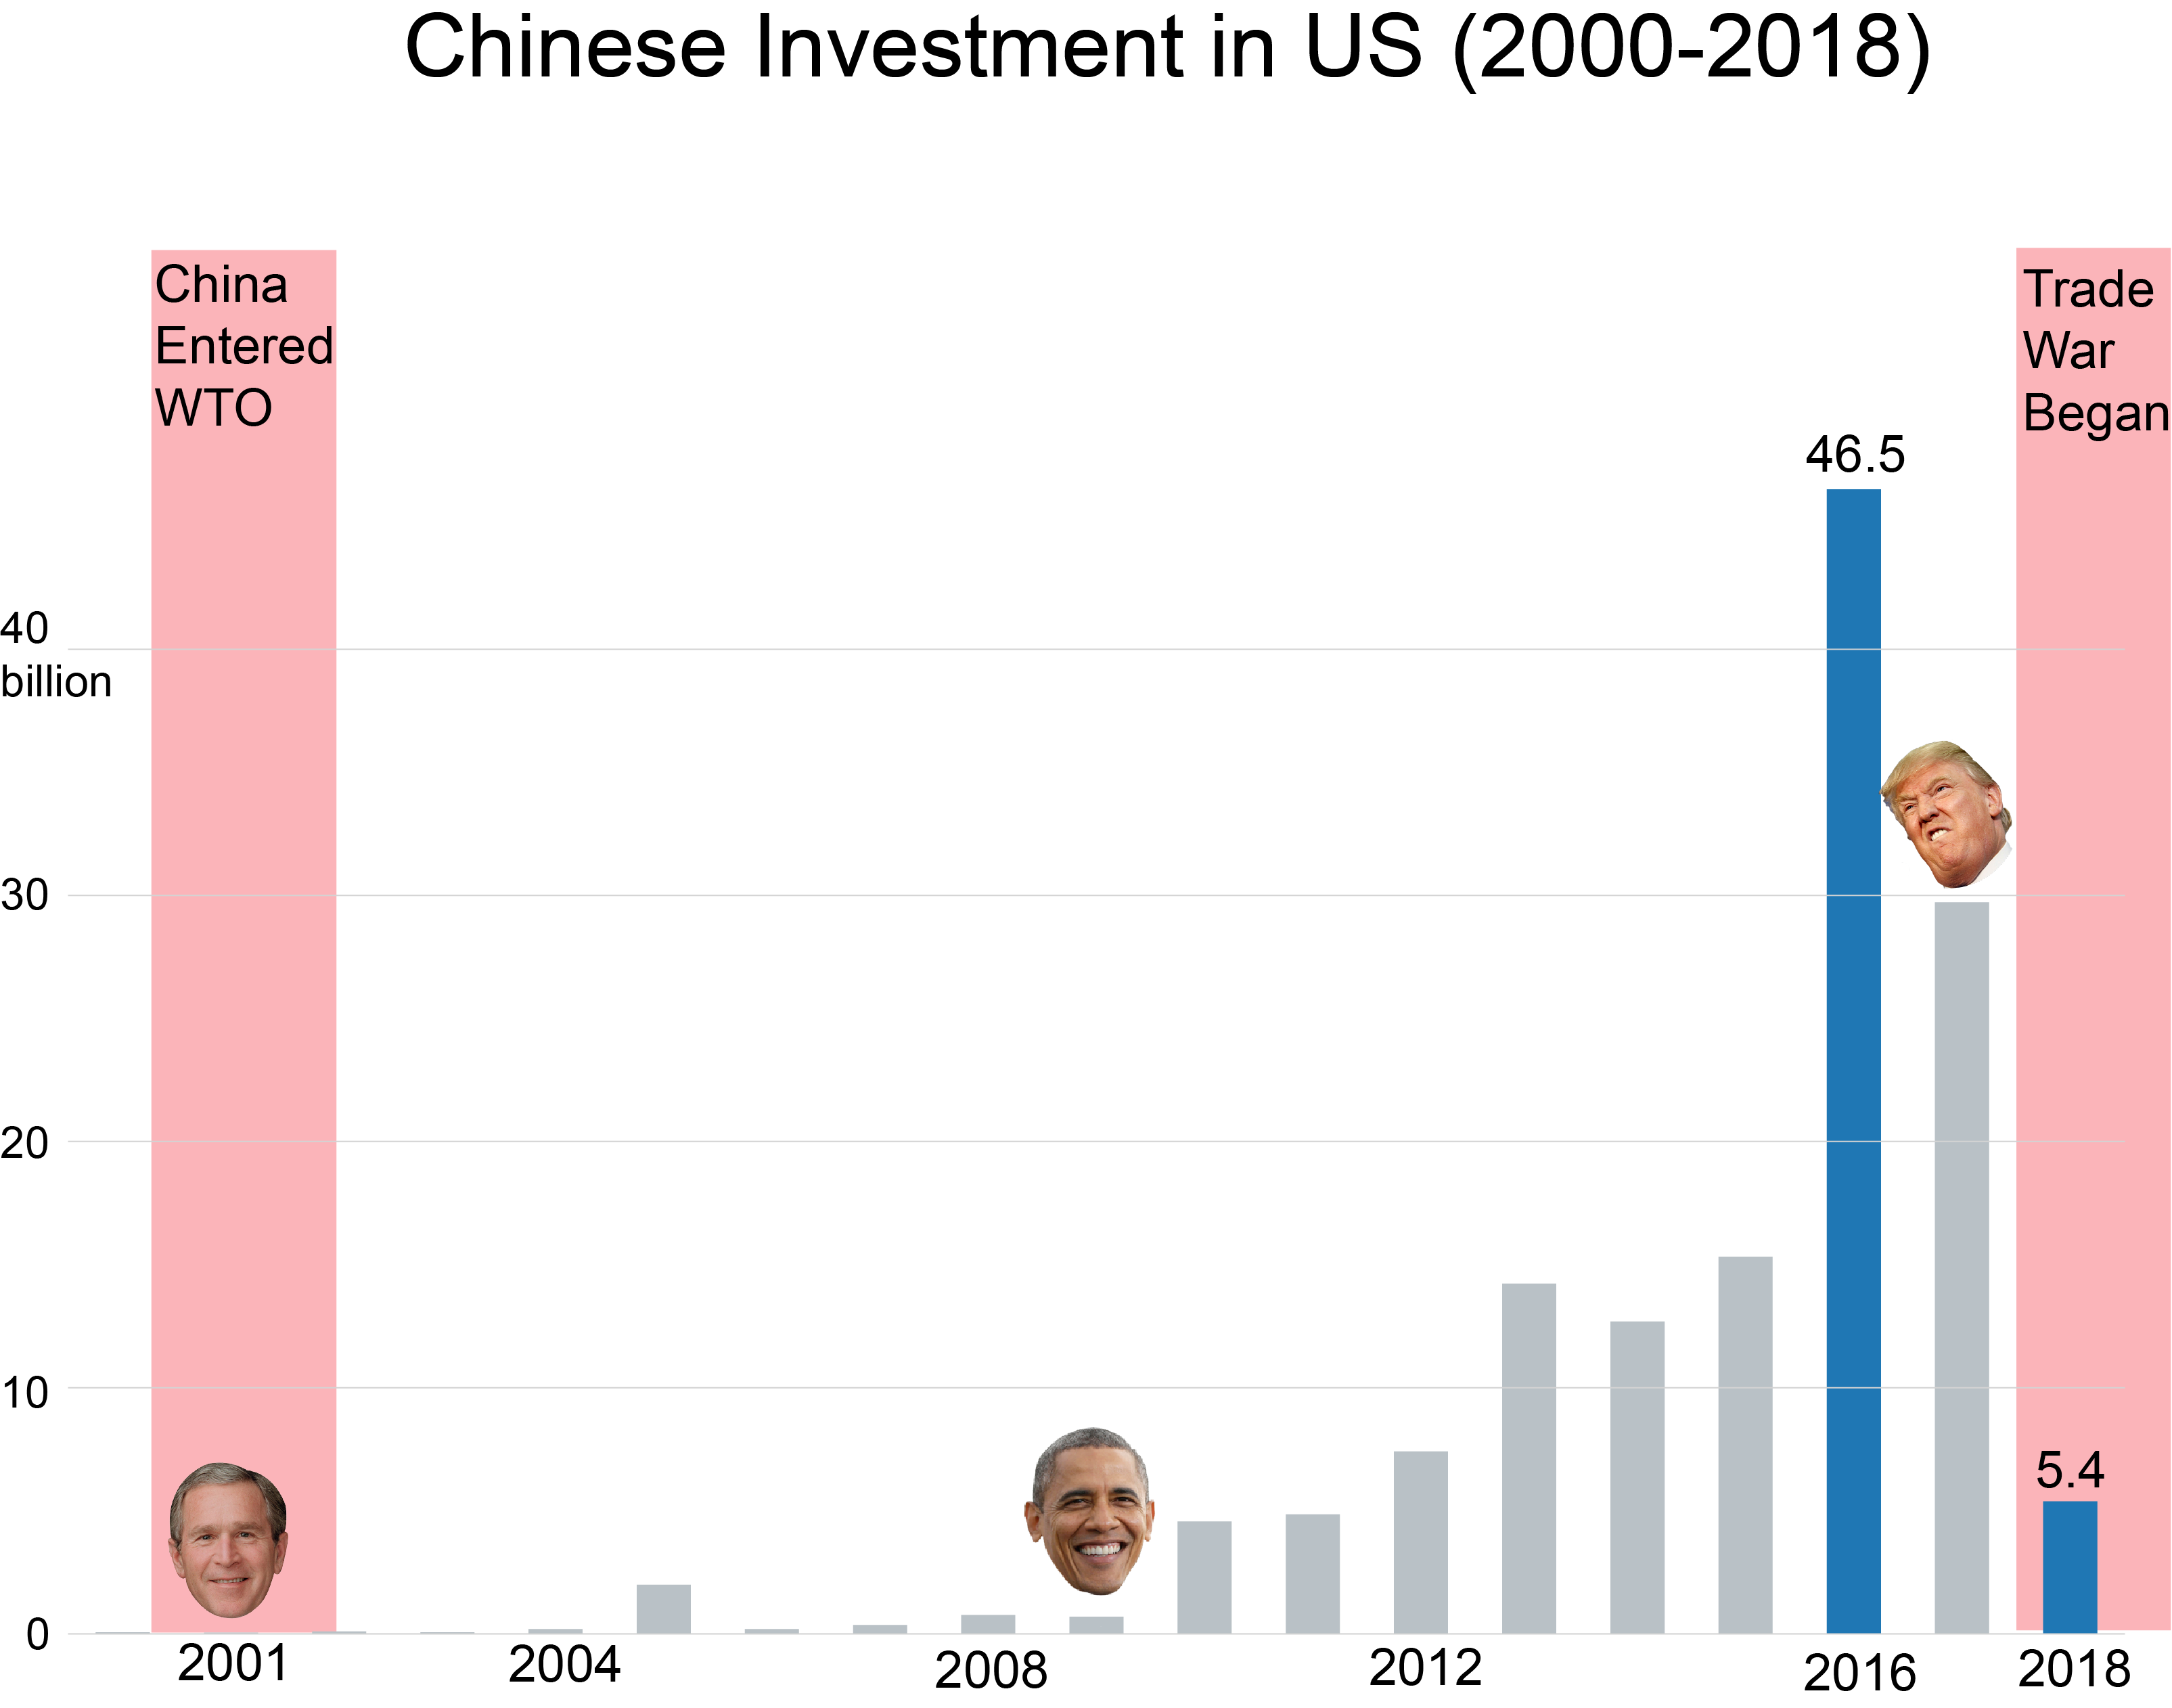 Chinese Investment in US (2000-2018)
China
Entered
WTO
Trade
War
Began
46.5
40
billion
30
20
10
5.4
0
2001
2004
2008
2012
2016
2018